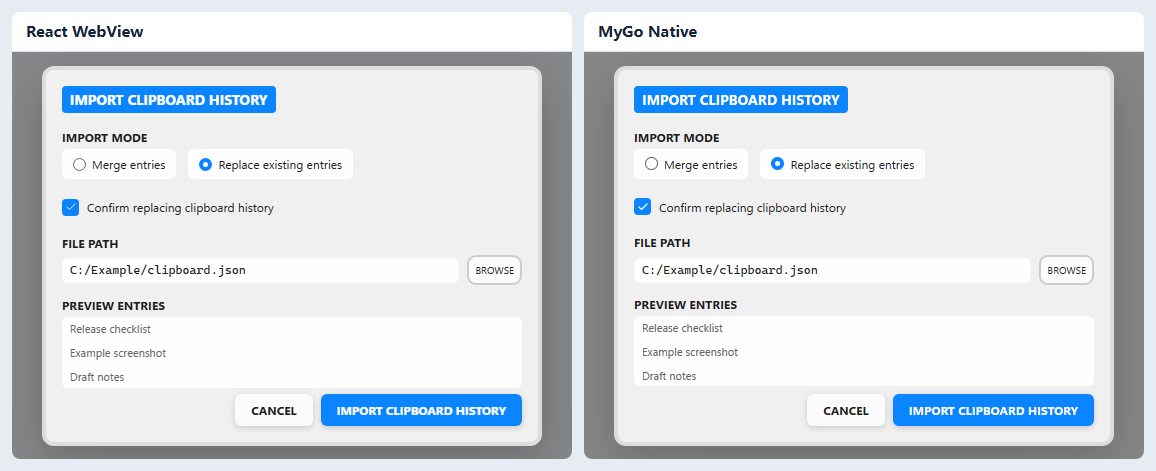 React WebView
IMPORT CLIPBOARD HISTORY
IMPORT MODE
Merge entries
Replace existing entries
Confirm replacing clipboard history
FILE PATH
C:/Example/clipboard.json
BROWSE
PREVIEW ENTRIES
Release checklist
Example screenshot
Draft notes
CANCEL
IMPORT CLIPBOARD HISTORY
MyGo Native
IMPORT CLIPBOARD HISTORY
IMPORT MODE
Merge entries
Replace existing entries
Confirm replacing clipboard history
FILE PATH
C:/Example/clipboard.json
BROWSE
PREVIEW ENTRIES
Release checklist
Example screenshot
Draft notes
CANCEL
IMPORT CLIPBOARD HISTORY